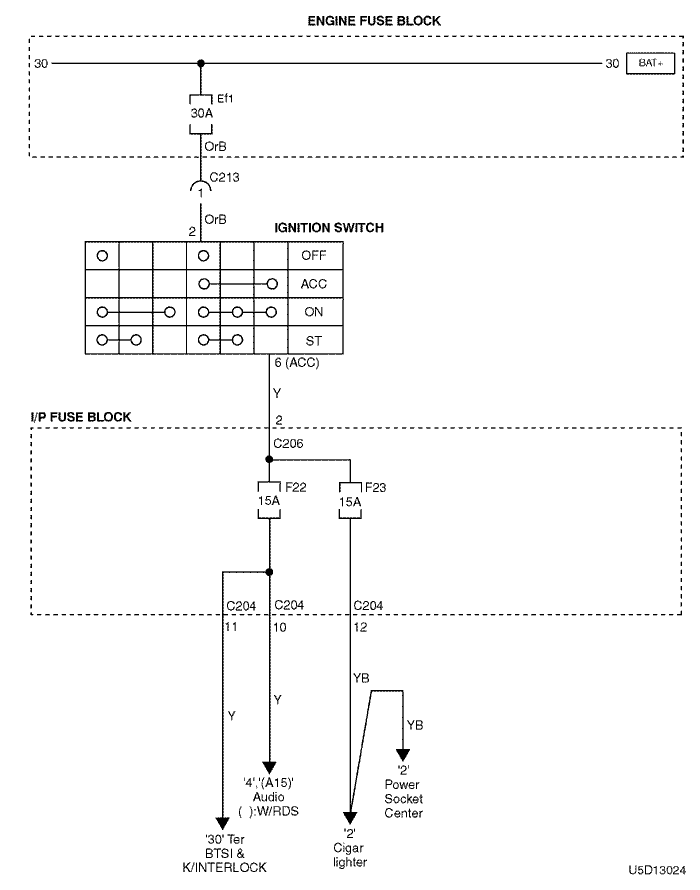 ENGINE FUSE BLOCK
30
30
BAT+
Ef1
30A
OrB
C213
1
OrB
2
IGNITION SWITCH
OFF
ACC
ON
ST
6 (ACC)
Y
I/P FUSE BLOCK
2
C206
F22
15A
F23
15A
C204
C204
C204
11
10
12
YB
Y
Y
YB
'4','(A15)'
Audio
( ):W/RDS
'2'
Power
Socket
Center
'30' Ter
BTSI &
K/INTERLOCK
'2'
Cigar
lighter
U5D13024